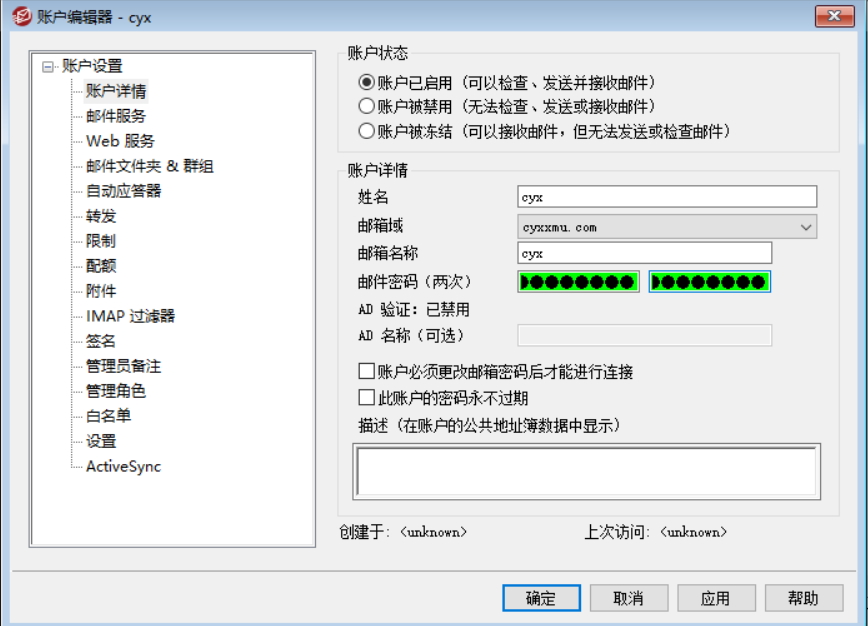 账户编辑器 - cyx
账户设置
账户详情
邮件服务
Web 服务
邮件文件夹 & 群组
自动应答器
转发
限制
配额
附件
IMAP 过滤器
签名
管理员备注
管理角色
白名单
设置
ActiveSync
账户状态
账户已启用（可以检查、发送并接收邮件）
账户被禁用（无法检查、发送或接收邮件）
账户被冻结（可以接收邮件，但无法发送或检查邮件）
账户详情
姓名 cyx
邮箱域 cyxxmu.com
邮箱名称 cyx
邮件密码（两次）
AD 验证：已禁用
AD 名称（可选）
账户必须更改邮箱密码后才能进行连接
此账户的密码永不过期
描述（在账户的公共地址簿数据中显示）
创建于：<unknown> 上次访问：<unknown>
确定 取消 应用 帮助